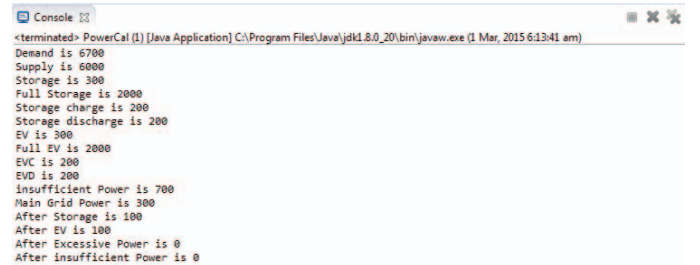 Console
<terminated> PowerCal (1) [Java Application] C:\Program Files\Java\jdk1.8.0_20\bin\javaw.exe (1 Mar, 2015 6:13:41 am)
Demand is 6700
Supply is 6000
Storage is 300
Full Storage is 2000
Storage charge is 200
Storage discharge is 200
EV is 300
Full EV is 2000
EVC is 200
EVD is 200
insufficient Power is 700
Main Grid Power is 300
After Storage is 100
After EV is 100
After Excessive Power is 0
After insufficient Power is 0